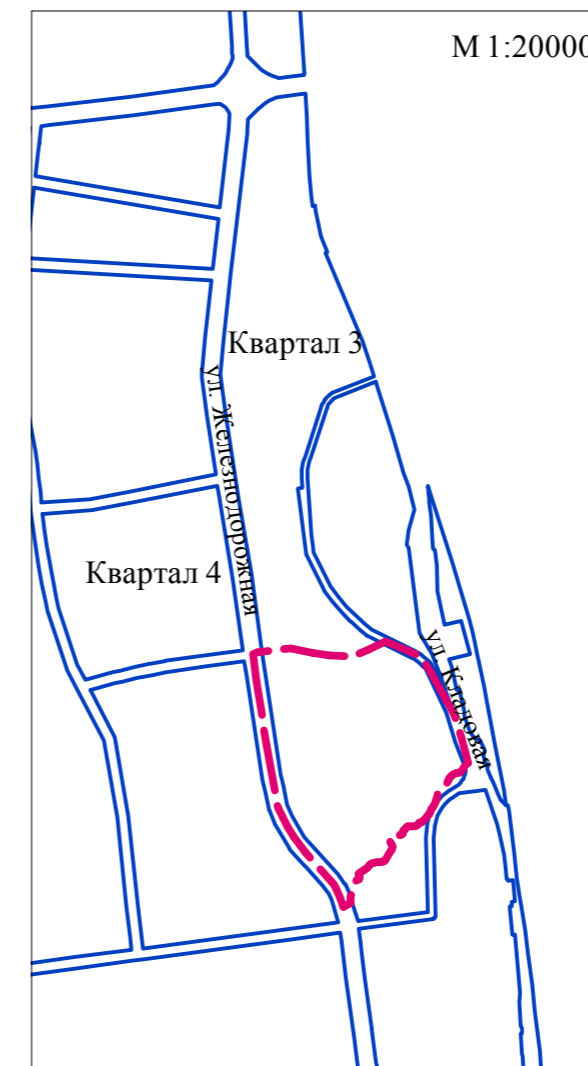 М 1:20000
Квартал 3
ул. Железнодорожная
Квартал 4
ул. Кладовая